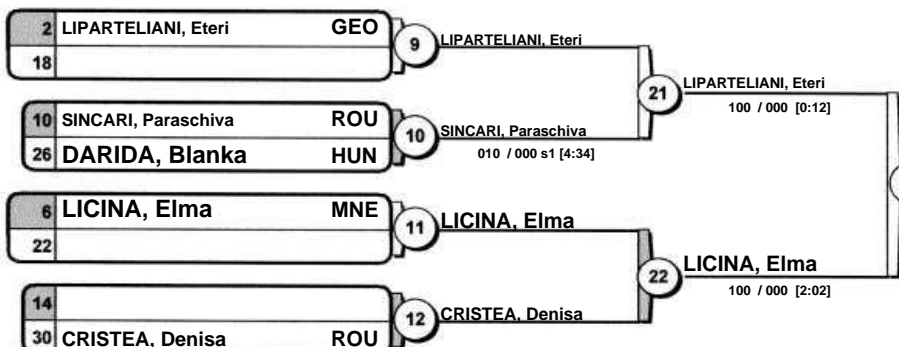 2 LIPARTELIANI, Eteri GEO
18
9
LIPARTELIANI, Eteri
21
LIPARTELIANI, Eteri
100 / 000 [0:12]
10 SINCARI, Paraschiva ROU
26 DARIDA, Blanka HUN
10
SINCARI, Paraschiva
010 / 000 s1 [4:34]
6 LICINA, Elma MNE
22
11
LICINA, Elma
22
LICINA, Elma
100 / 000 [2:02]
14
30 CRISTEA, Denisa ROU
12
CRISTEA, Denisa